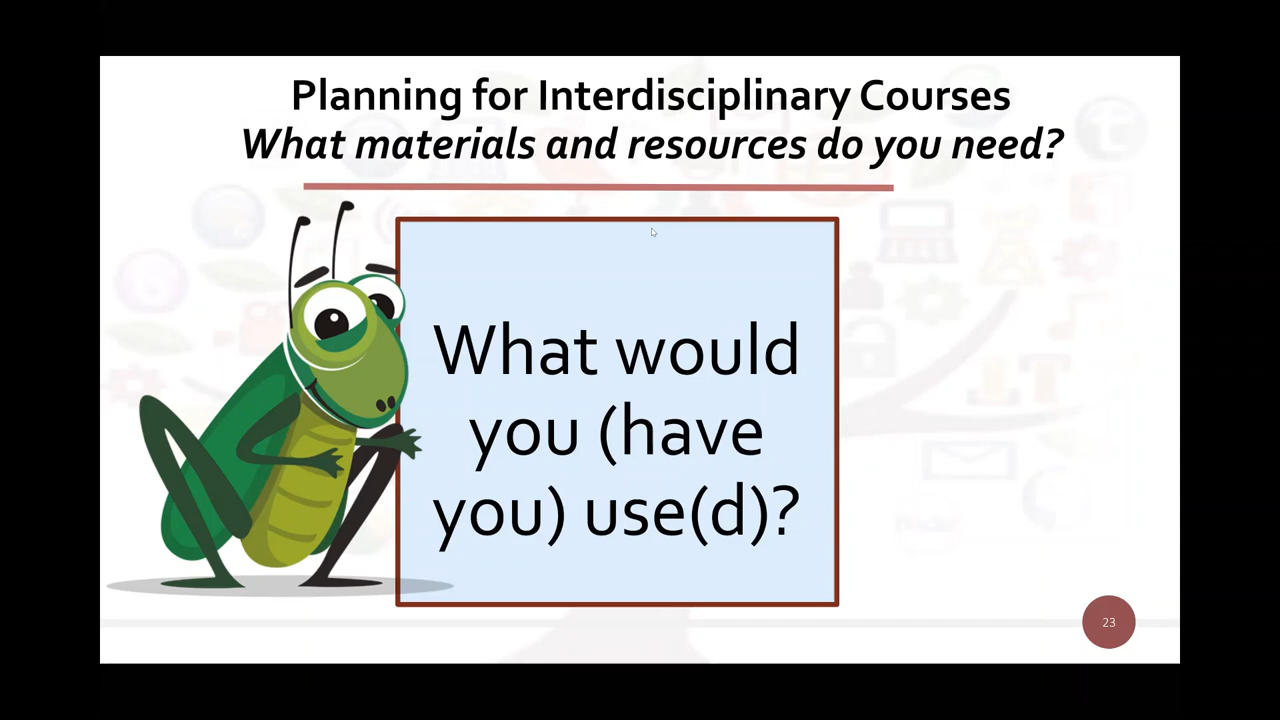 Planning for Interdisciplinary Courses
What materials and resources do you need?
What would
you (have
you) use(d)?
23